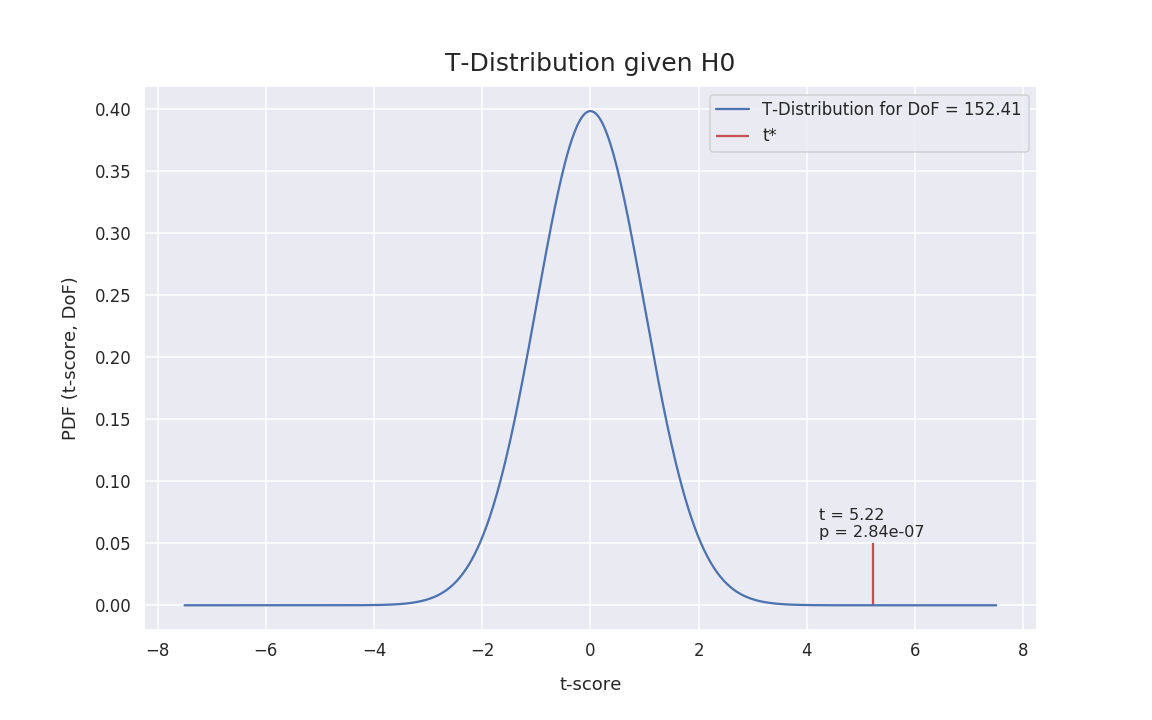 T-Distribution given H0
T-Distribution for DoF = 152.41
t*
PDF (t-score, DoF)
0.40
0.35
0.30
0.25
0.20
0.15
0.10
0.05
0.00
t = 5.22
p = 2.84e-07
−8
−6
−4
−2
0
2
4
6
8
t-score